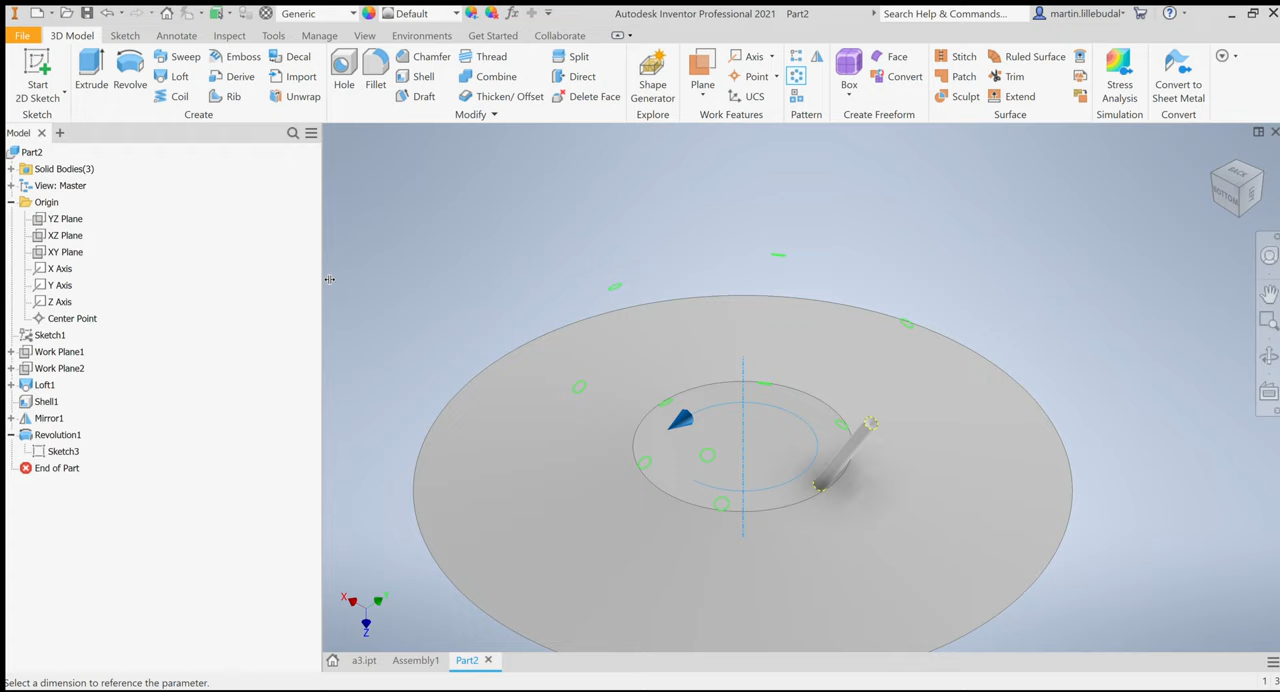 Generic
Default
Autodesk Inventor Professional 2021 Part2
Search Help & Commands...
martin.lillebudal
File 3D Model Sketch Annotate Inspect Tools Manage View Environments Get Started Collaborate
Start
2D Sketch
Sketch
Extrude
Revolve
Sweep
Loft
Coil
Emboss
Derive
Rib
Decal
Import
Unwrap
Create
Hole
Fillet
Chamfer
Shell
Draft
Thread
Combine
Thicken/ Offset
Split
Direct
Delete Face
Modify
Shape
Generator
Explore
Plane
Axis
Point
UCS
Work Features
Pattern
Box
Face
Convert
Create Freeform
Stitch
Patch
Sculpt
Ruled Surface
Trim
Extend
Surface
Stress
Analysis
Simulation
Convert to
Sheet Metal
Convert
Model
Part2
Solid Bodies(3)
View: Master
Origin
YZ Plane
XZ Plane
XY Plane
X Axis
Y Axis
Z Axis
Center Point
Sketch1
Work Plane1
Work Plane2
Loft1
Shell1
Mirror1
Revolution1
Sketch3
End of Part
BACK
BOTTOM
X
Z
a3.ipt Assembly1 Part2
Select a dimension to reference the parameter.
1 3